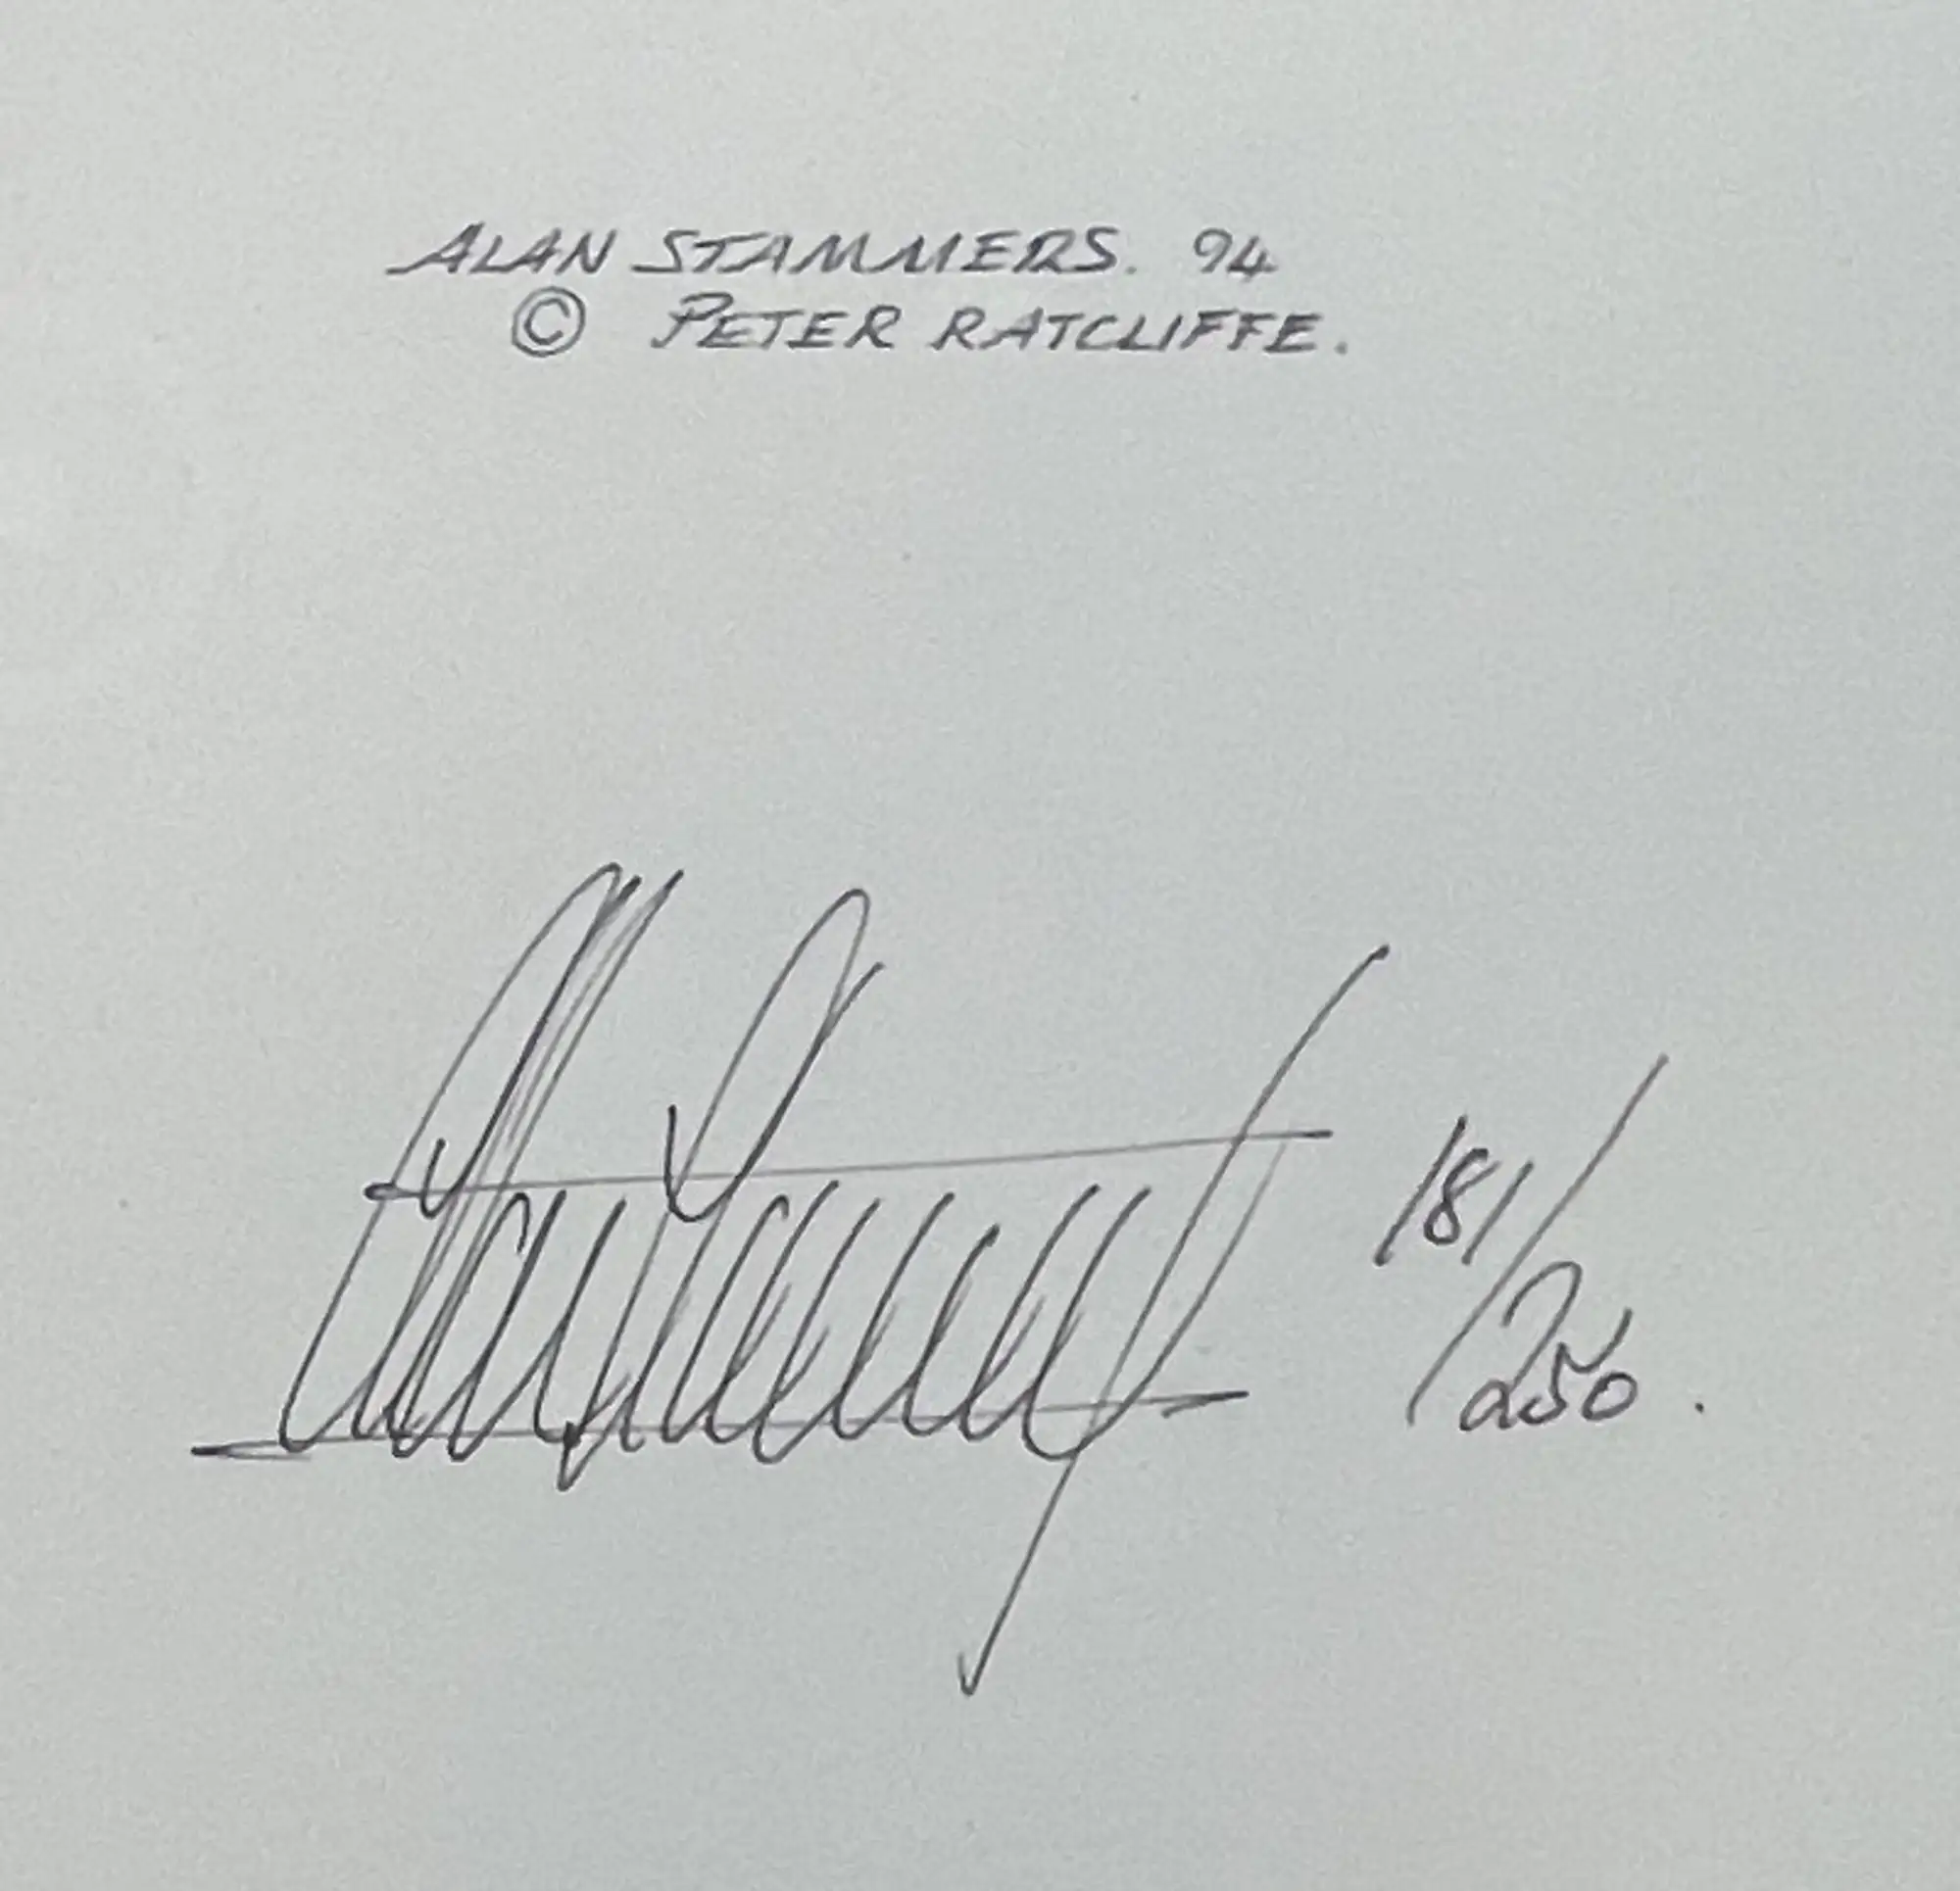 ALAN STAMMERS. 94
© PETER RATCLIFFE.
181/250.